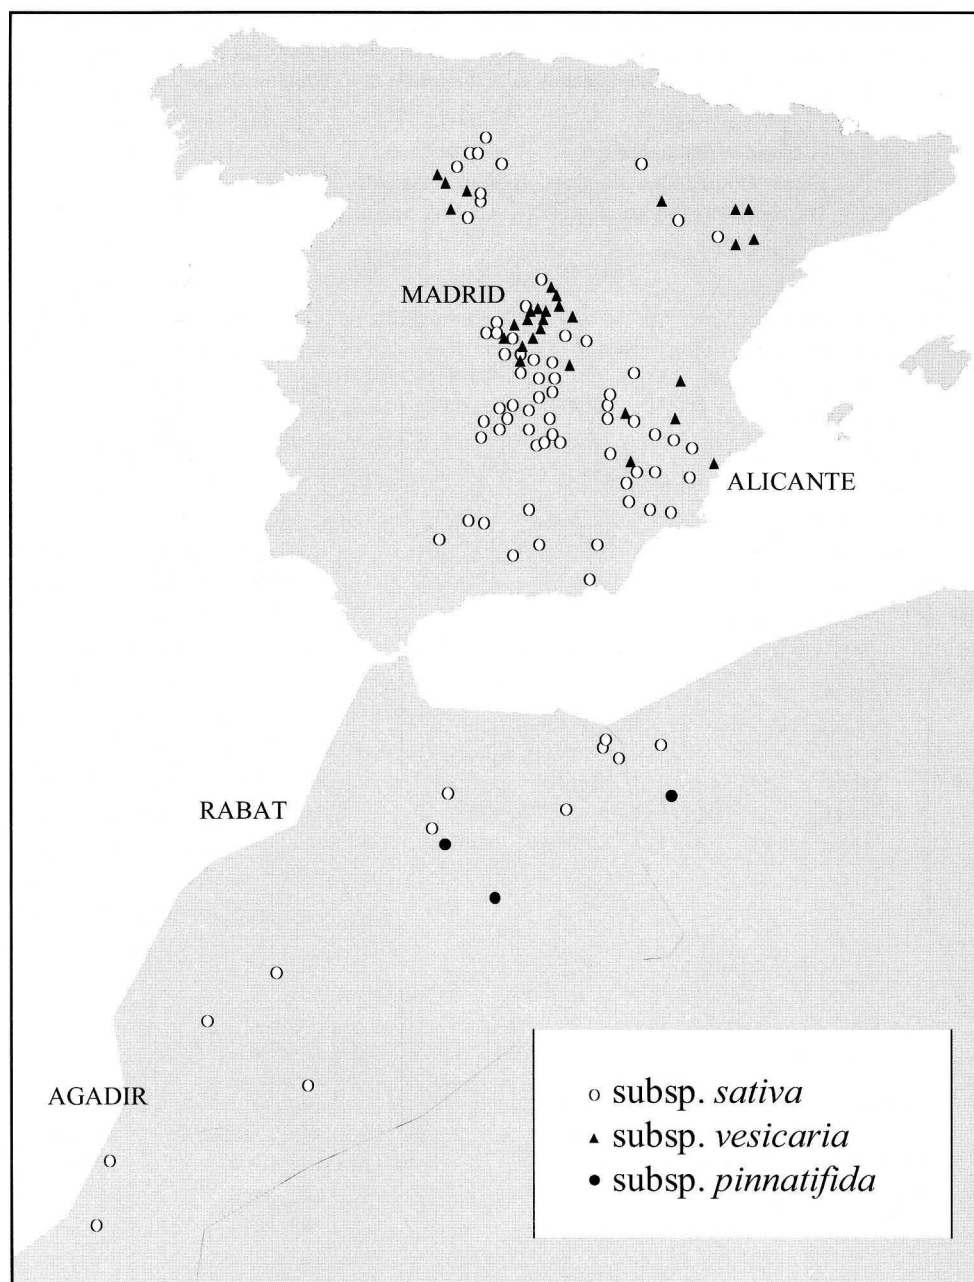 MADRID
ALICANTE
RABAT
AGADIR
o subsp. sativa
▲ subsp. vesicaria
● subsp. pinnatifida